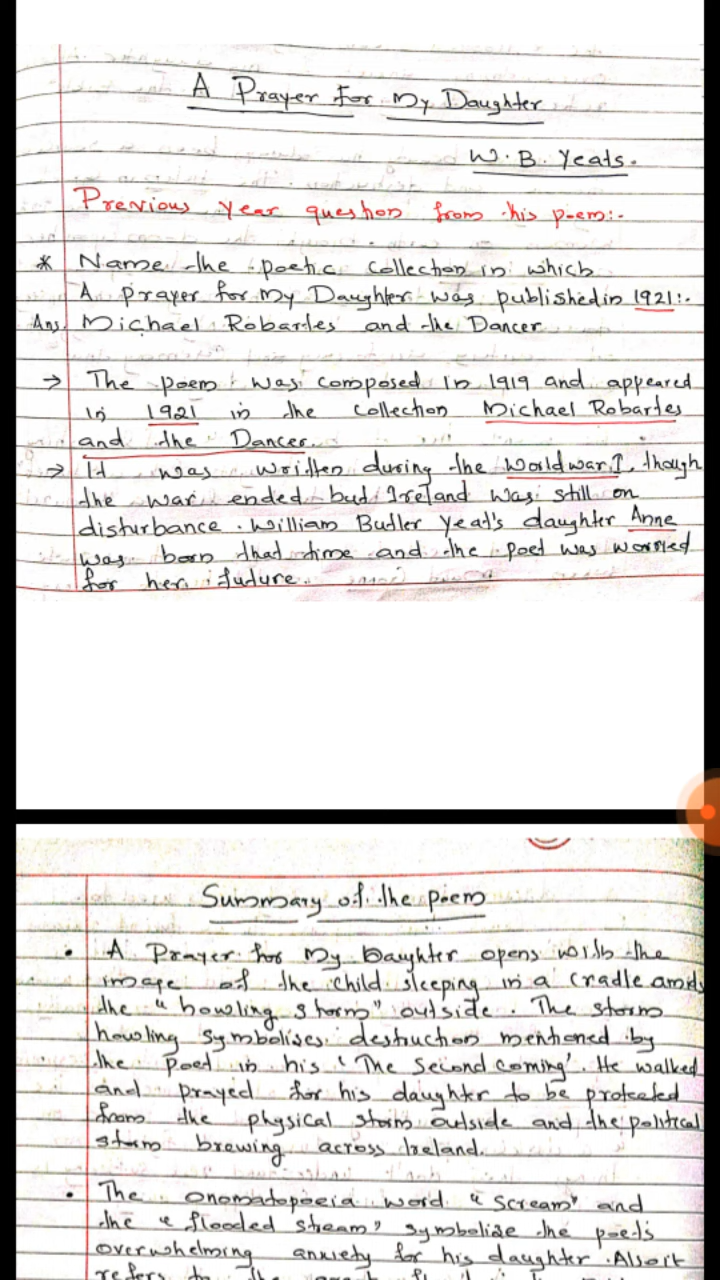 A Prayer For My Daughter
W. B. Yeats.
Previous year question from this poem:-
* Name the poetic collection in which
A prayer for my Daughter was published in 1921:-
Ans. Michael Robartes and the Dancer
→ The poem was composed in 1919 and appeared
in 1921 in the collection Michael Robartes
and the Dancer.
→ It was written during the World war I, though
the war ended but Ireland was still on
disturbance. William Butler Yeat's daughter Anne
was born that time and the poet was worried
for her future.
Summary of the poem
• A Prayer for My Daughter opens with the
image of the child sleeping in a cradle amids
the "howling storm" outside. The storm
howling symbolises destruction mentioned by
the poet in his 'The Second coming'. He walked
and prayed for his daughter to be protected
from the physical storm outside and the political
storm brewing across Ireland.
• The onomatopoeia word "scream" and
the "flooded stream" symbolise the poet's
overwhelming anxiety for his daughter. Also it
refers to the